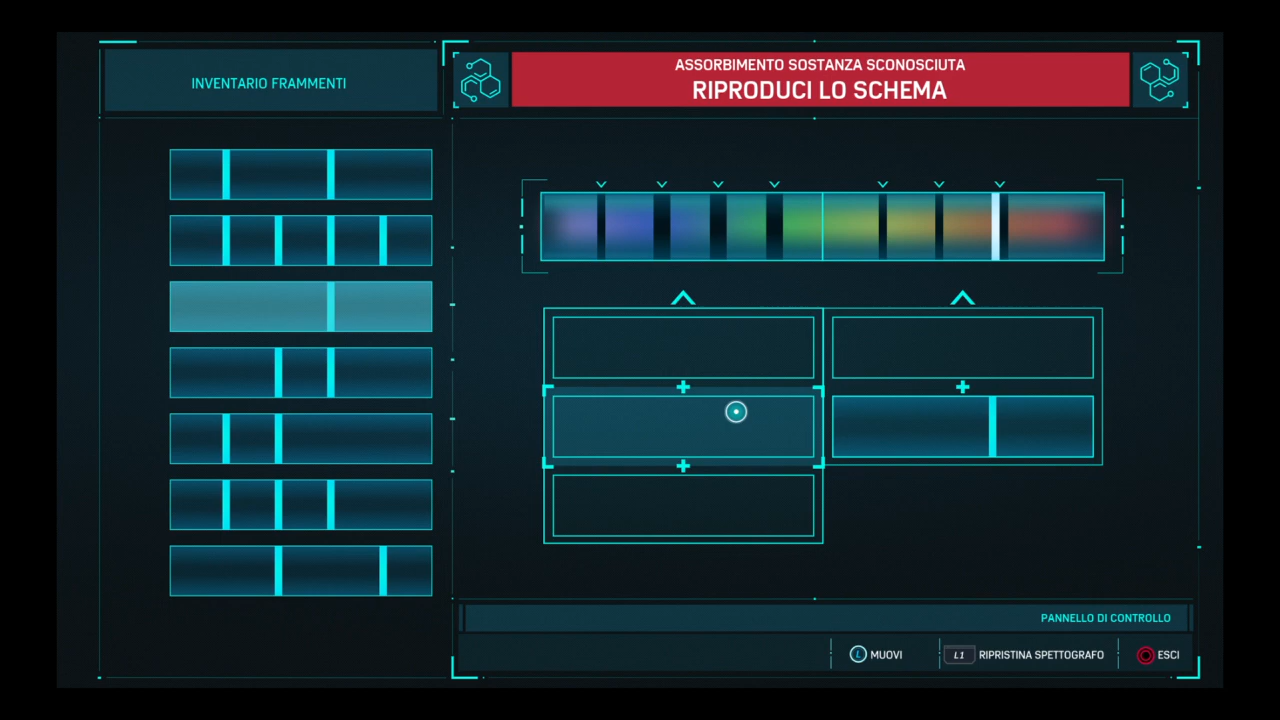 INVENTARIO FRAMMENTI
ASSORBIMENTO SOSTANZA SCONOSCIUTA
RIPRODUCI LO SCHEMA
PANNELLO DI CONTROLLO
L MUOVI
L1 RIPRISTINA SPETTOGRAFO
ESCI